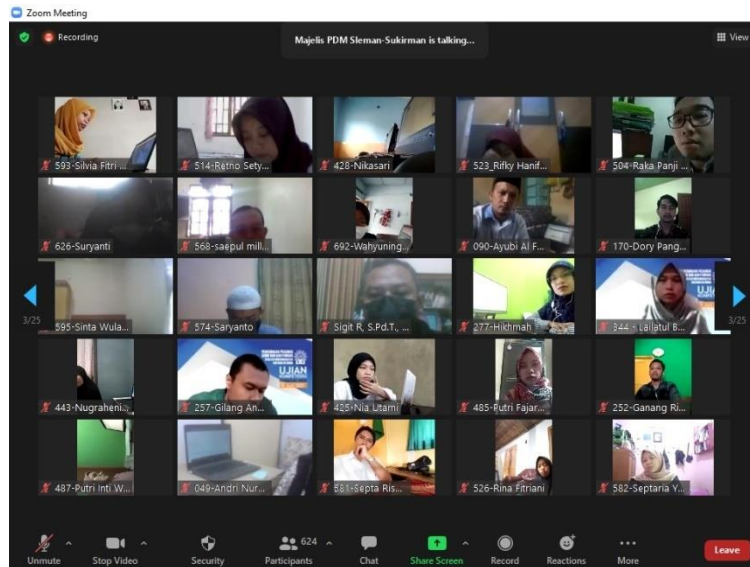 Zoom Meeting
Recording
Majelis PDM Sleman-Sukirman is talking...
View
593-Silvia Fitri ...
514-Retno Sety...
428-Nikasari
523_Rifky Hanif...
504-Raka Panji ...
626-Suryanti
568-saepul mill...
692-Wahyuning...
090-Ayubi Al F...
170-Dory Pang...
3/25
595-Sinta Wula...
574-Saryanto
Sigit R, S.Pd.T., ...
277-Hikhmah
UJIAN
344 - Lailatul B...
3/25
443-Nugraheni...
UJIAN
257-Gilang An...
425-Nia Utami
485-Putri Fajar...
252-Ganang Ri...
487-Putri Inti W...
049-Andri Nur...
581-Septa Ris...
526-Rina Fitriani
582-Septaria Y...
Unmute
Stop Video
Security
624
Participants
Chat
Share Screen
Record
Reactions
More
Leave